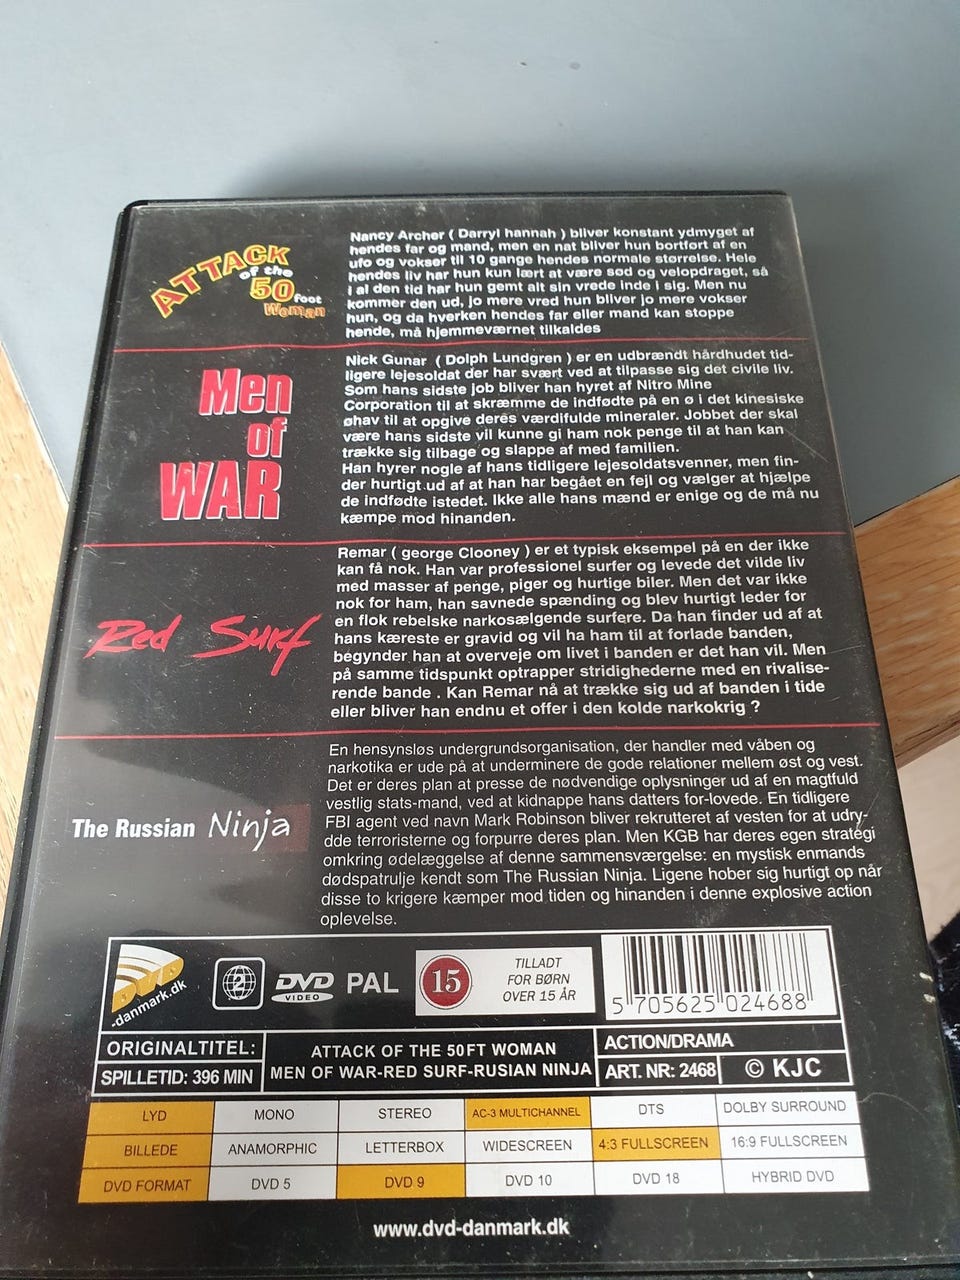 ATTACK
of the
50 foot
Woman
Nancy Archer ( Darryl hannah ) bliver konstant ydmyget af
hendes far og mand, men en nat bliver hun bortført af en
ufo og vokser til 10 gange hendes normale størrelse. Hele
hendes liv har hun kun lært at være sød og velopdraget, så
i al den tid har hun gemt alt sin vrede inde i sig. Men nu
kommer den ud, jo mere vred hun bliver jo mere vokser
hun, og da hverken hendes far eller mand kan stoppe
hende, må hjemmeværnet tilkaldes
Men
of
WAR
Nick Gunar ( Dolph Lundgren ) er en udbrændt hårdhudet tid-
ligere lejesoldat der har svært ved at tilpasse sig det civile liv.
Som hans sidste job bliver han hyret af Nitro Mine
Corporation til at skræmme de indfødte på en ø i det kinesiske
øhav til at opgive deres værdifulde mineraler. Jobbet der skal
være hans sidste vil kunne gi ham nok penge til at han kan
trække sig tilbage og slappe af med familien.
Han hyrer nogle af hans tidligere lejesoldatsvenner, men fin-
der hurtigt ud af at han har begået en fejl og vælger at hjælpe
de indfødte istedet. Ikke alle hans mænd er enige og de må nu
kæmpe mod hinanden.
Red Surf
Remar ( george Clooney ) er et typisk eksempel på en der ikke
kan få nok. Han var professionel surfer og levede det vilde liv
med masser af penge, piger og hurtige biler. Men det var ikke
nok for ham, han savnede spænding og blev hurtigt leder for
en flok rebelske narkosælgende surfere. Da han finder ud af at
hans kæreste er gravid og vil ha ham til at forlade banden,
begynder han at overveje om livet i banden er det han vil. Men
på samme tidspunkt optrapper stridighederne med en rivalise-
rende bande . Kan Remar nå at trække sig ud af banden i tide
eller bliver han endnu et offer i den kolde narkokrig ?
The Russian Ninja
En hensynsløs undergrundsorganisation, der handler med våben og
narkotika er ude på at underminere de gode relationer mellem øst og vest.
Det er deres plan at presse de nødvendige oplysninger ud af en magtfuld
vestlig stats-mand, ved at kidnappe hans datters for-lovede. En tidligere
FBI agent ved navn Mark Robinson bliver rekrutteret af vesten for at udry-
dde terroristerne og forpurre deres plan. Men KGB har deres egen stratégi
omkring ødelæggelse af denne sammensværgelse: en mystisk enmands
dødspatrulje kendt som The Russian Ninja. Ligene hober sig hurtigt op når
disse to krigere kæmper mod tiden og hinanden i denne explosive action
oplevelse.
DVD
-danmark.dk
2
DVD
VIDEO
PAL
15
TILLADT
FOR BØRN
OVER 15 ÅR
5 705625 024688
ORIGINALTITEL:
SPILLETID: 396 MIN
ATTACK OF THE 50FT WOMAN
MEN OF WAR-RED SURF-RUSIAN NINJA
ACTION/DRAMA
ART. NR: 2468 © KJC
LYD MONO STEREO AC-3 MULTICHANNEL DTS DOLBY SURROUND
BILLEDE ANAMORPHIC LETTERBOX WIDESCREEN 4:3 FULLSCREEN 16:9 FULLSCREEN
DVD FORMAT DVD 5 DVD 9 DVD 10 DVD 18 HYBRID DVD
www.dvd-danmark.dk